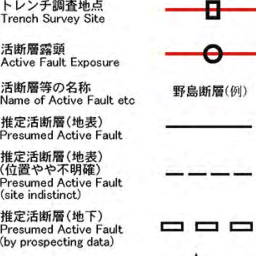 トレンチ調査地点
Trench Survey Site
活断層露頭
Active Fault Exposure
活断層等の名称
Name of Active Fault etc
野島断層(例)
推定活断層(地表)
Presumed Active Fault
推定活断層(地表)
(位置やや不明確)
Presumed Active Fault
(site indistinct)
推定活断層(地下)
Presumed Active Fault
(by prospecting data)